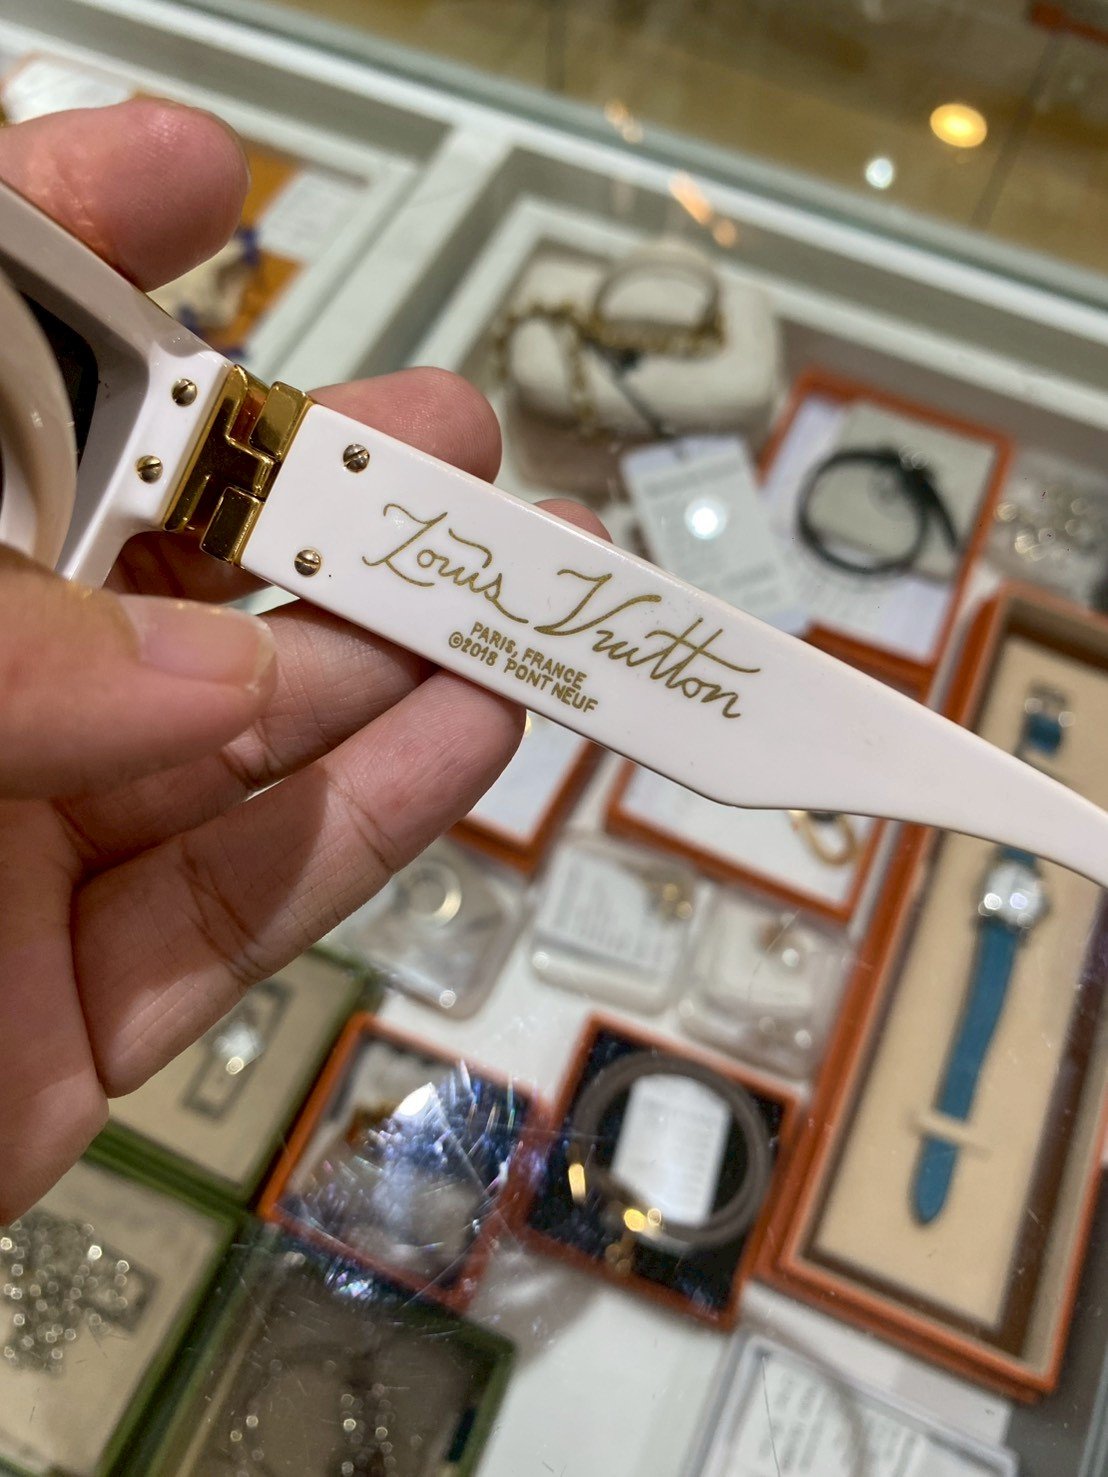 Louis Vuitton
PARIS, FRANCE
©2018 PONT NEUF